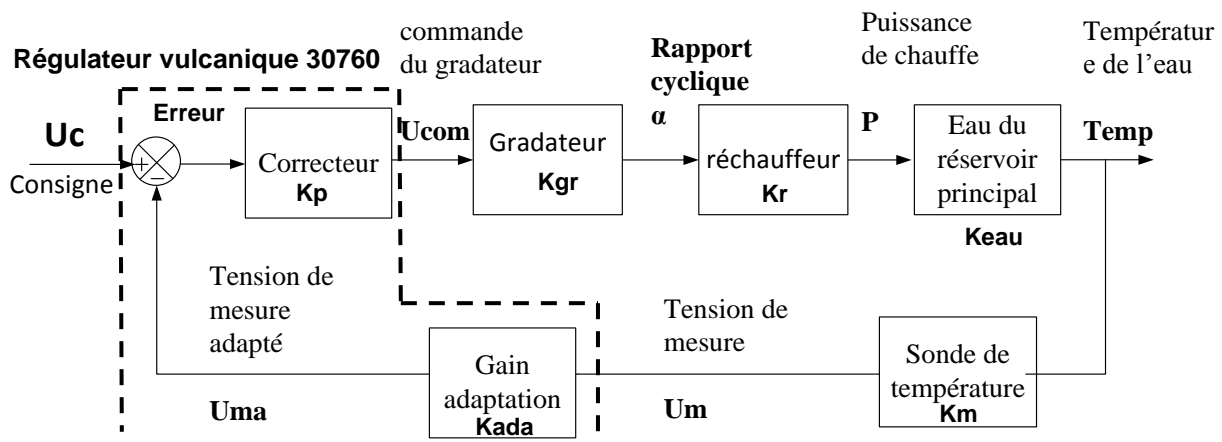 Régulateur vulcanique 30760
commande
du gradateur
Rapport
cyclique
α
Puissance
de chauffe
Températur
e de l'eau
Erreur
Uc
Consigne
+
−
Correcteur
Kp
Ucom
Gradateur
Kgr
réchauffeur
Kr
P
Eau du
réservoir
principal
Keau
Temp
Tension de
mesure
adapté
Uma
Gain
adaptation
Kada
Tension de
mesure
Um
Sonde de
température
Km